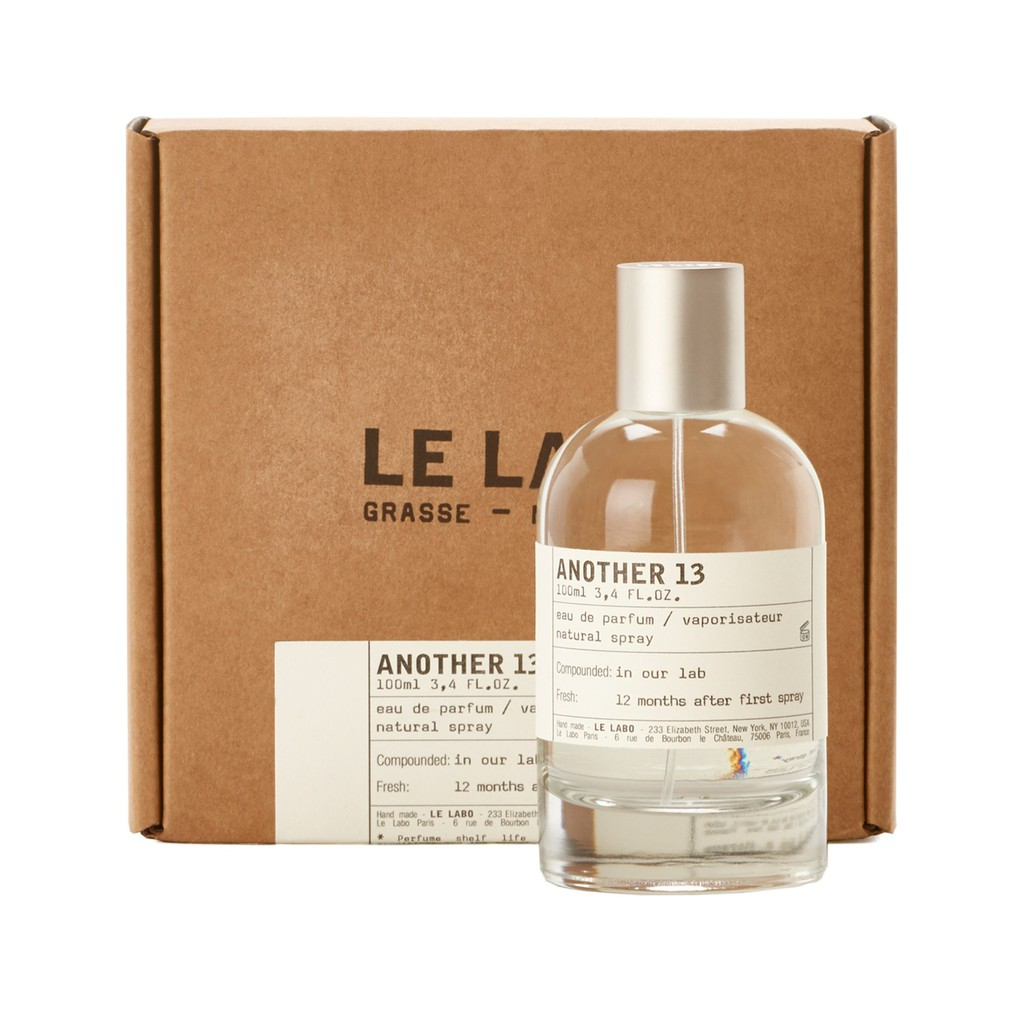 LE LA
GRASSE —
ANOTHER 13
100ml 3,4 FL.OZ.
eau de parfum / vaporisateur
natural spray
Compounded: in our lab
Fresh: 12 months after first spray
Hand made · LE LABO · 233 Elizabeth Street, New York, NY 10012, USA
Le Labo Paris · 6 rue de Bourbon le Château, 75006 Paris, France
ANOTHER 13
100ml 3,4 FL.OZ.
eau de parfum / va
natural spray
Compounded: in our la
Fresh: 12 months a
Hand made · LE LABO · 233 Elizabeth
Le Labo Paris · 6 rue de Bourbon
* Perfume shelf life